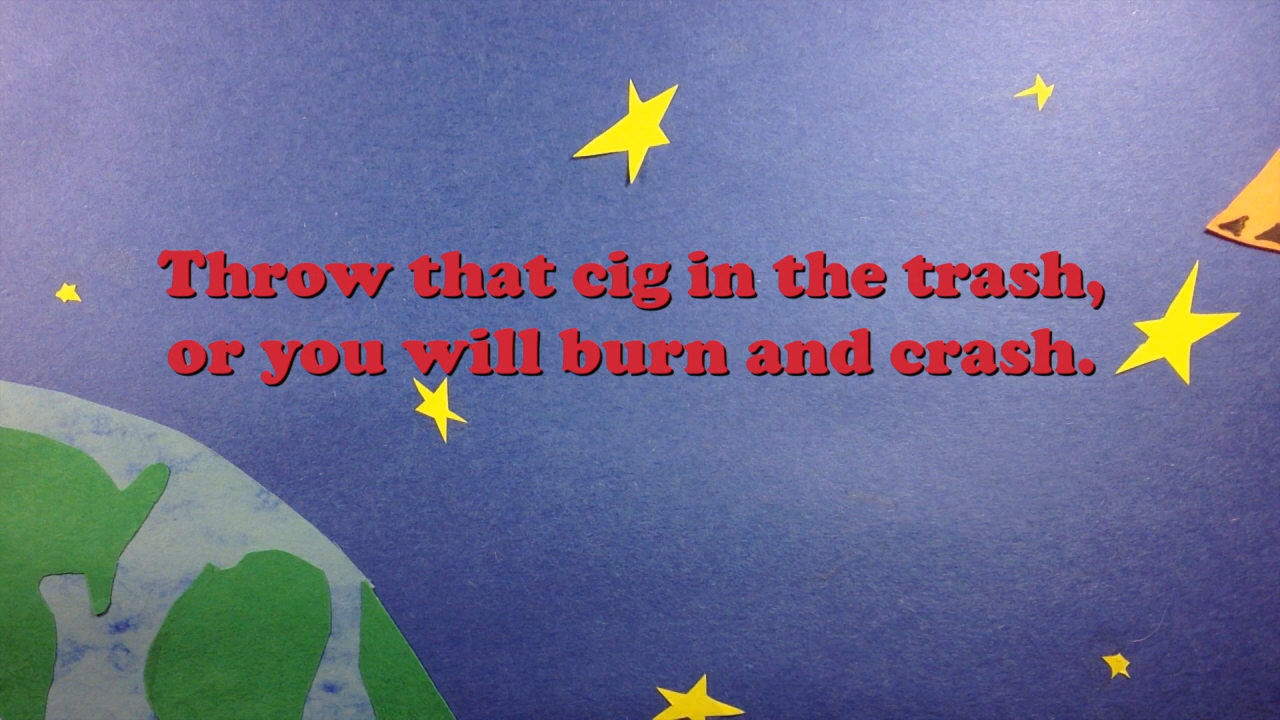 Throw that cig in the trash,
or you will burn and crash.